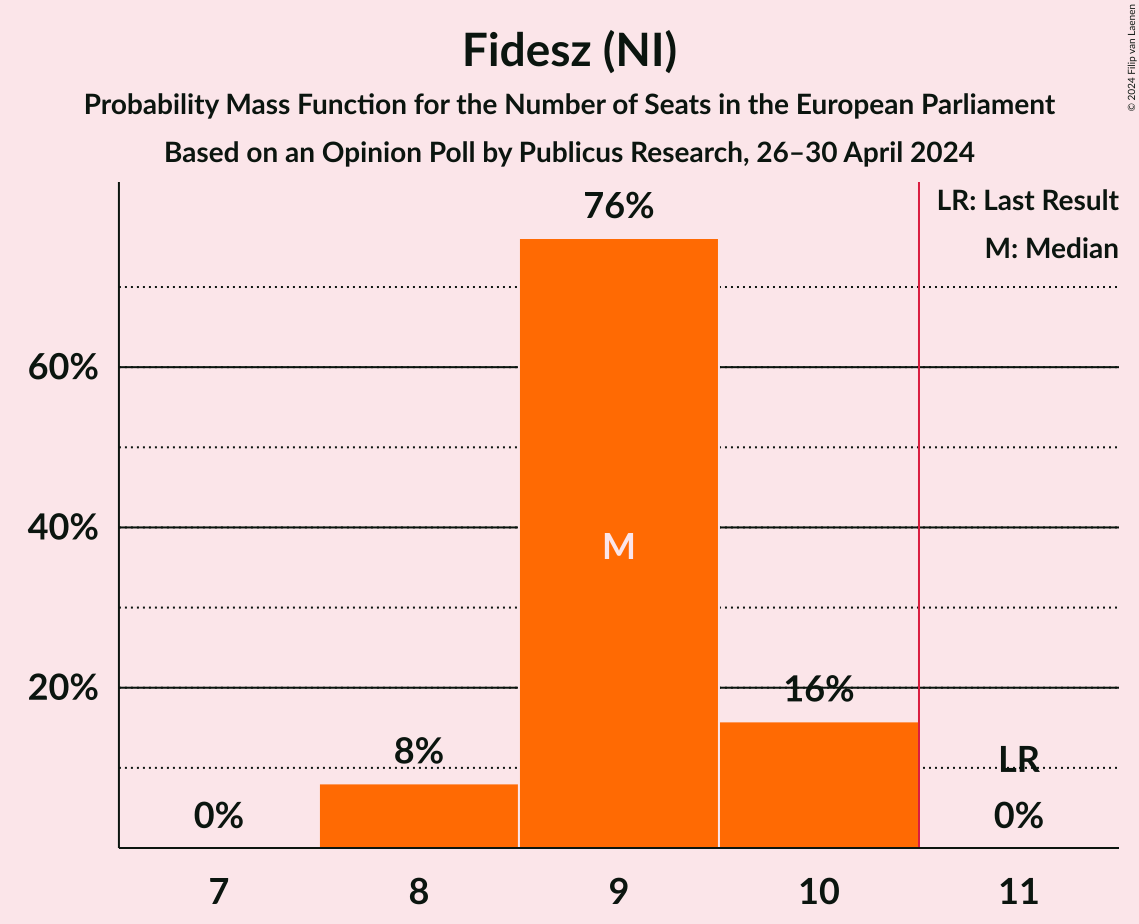 Fidesz (NI)
Probability Mass Function for the Number of Seats in the European Parliament
Based on an Opinion Poll by Publicus Research, 26–30 April 2024
© 2024 Filip van Laenen
LR: Last Result
M: Median
76%
60%
40%
M
20%
16%
8%
LR
0%
0%
7
8
9
10
11